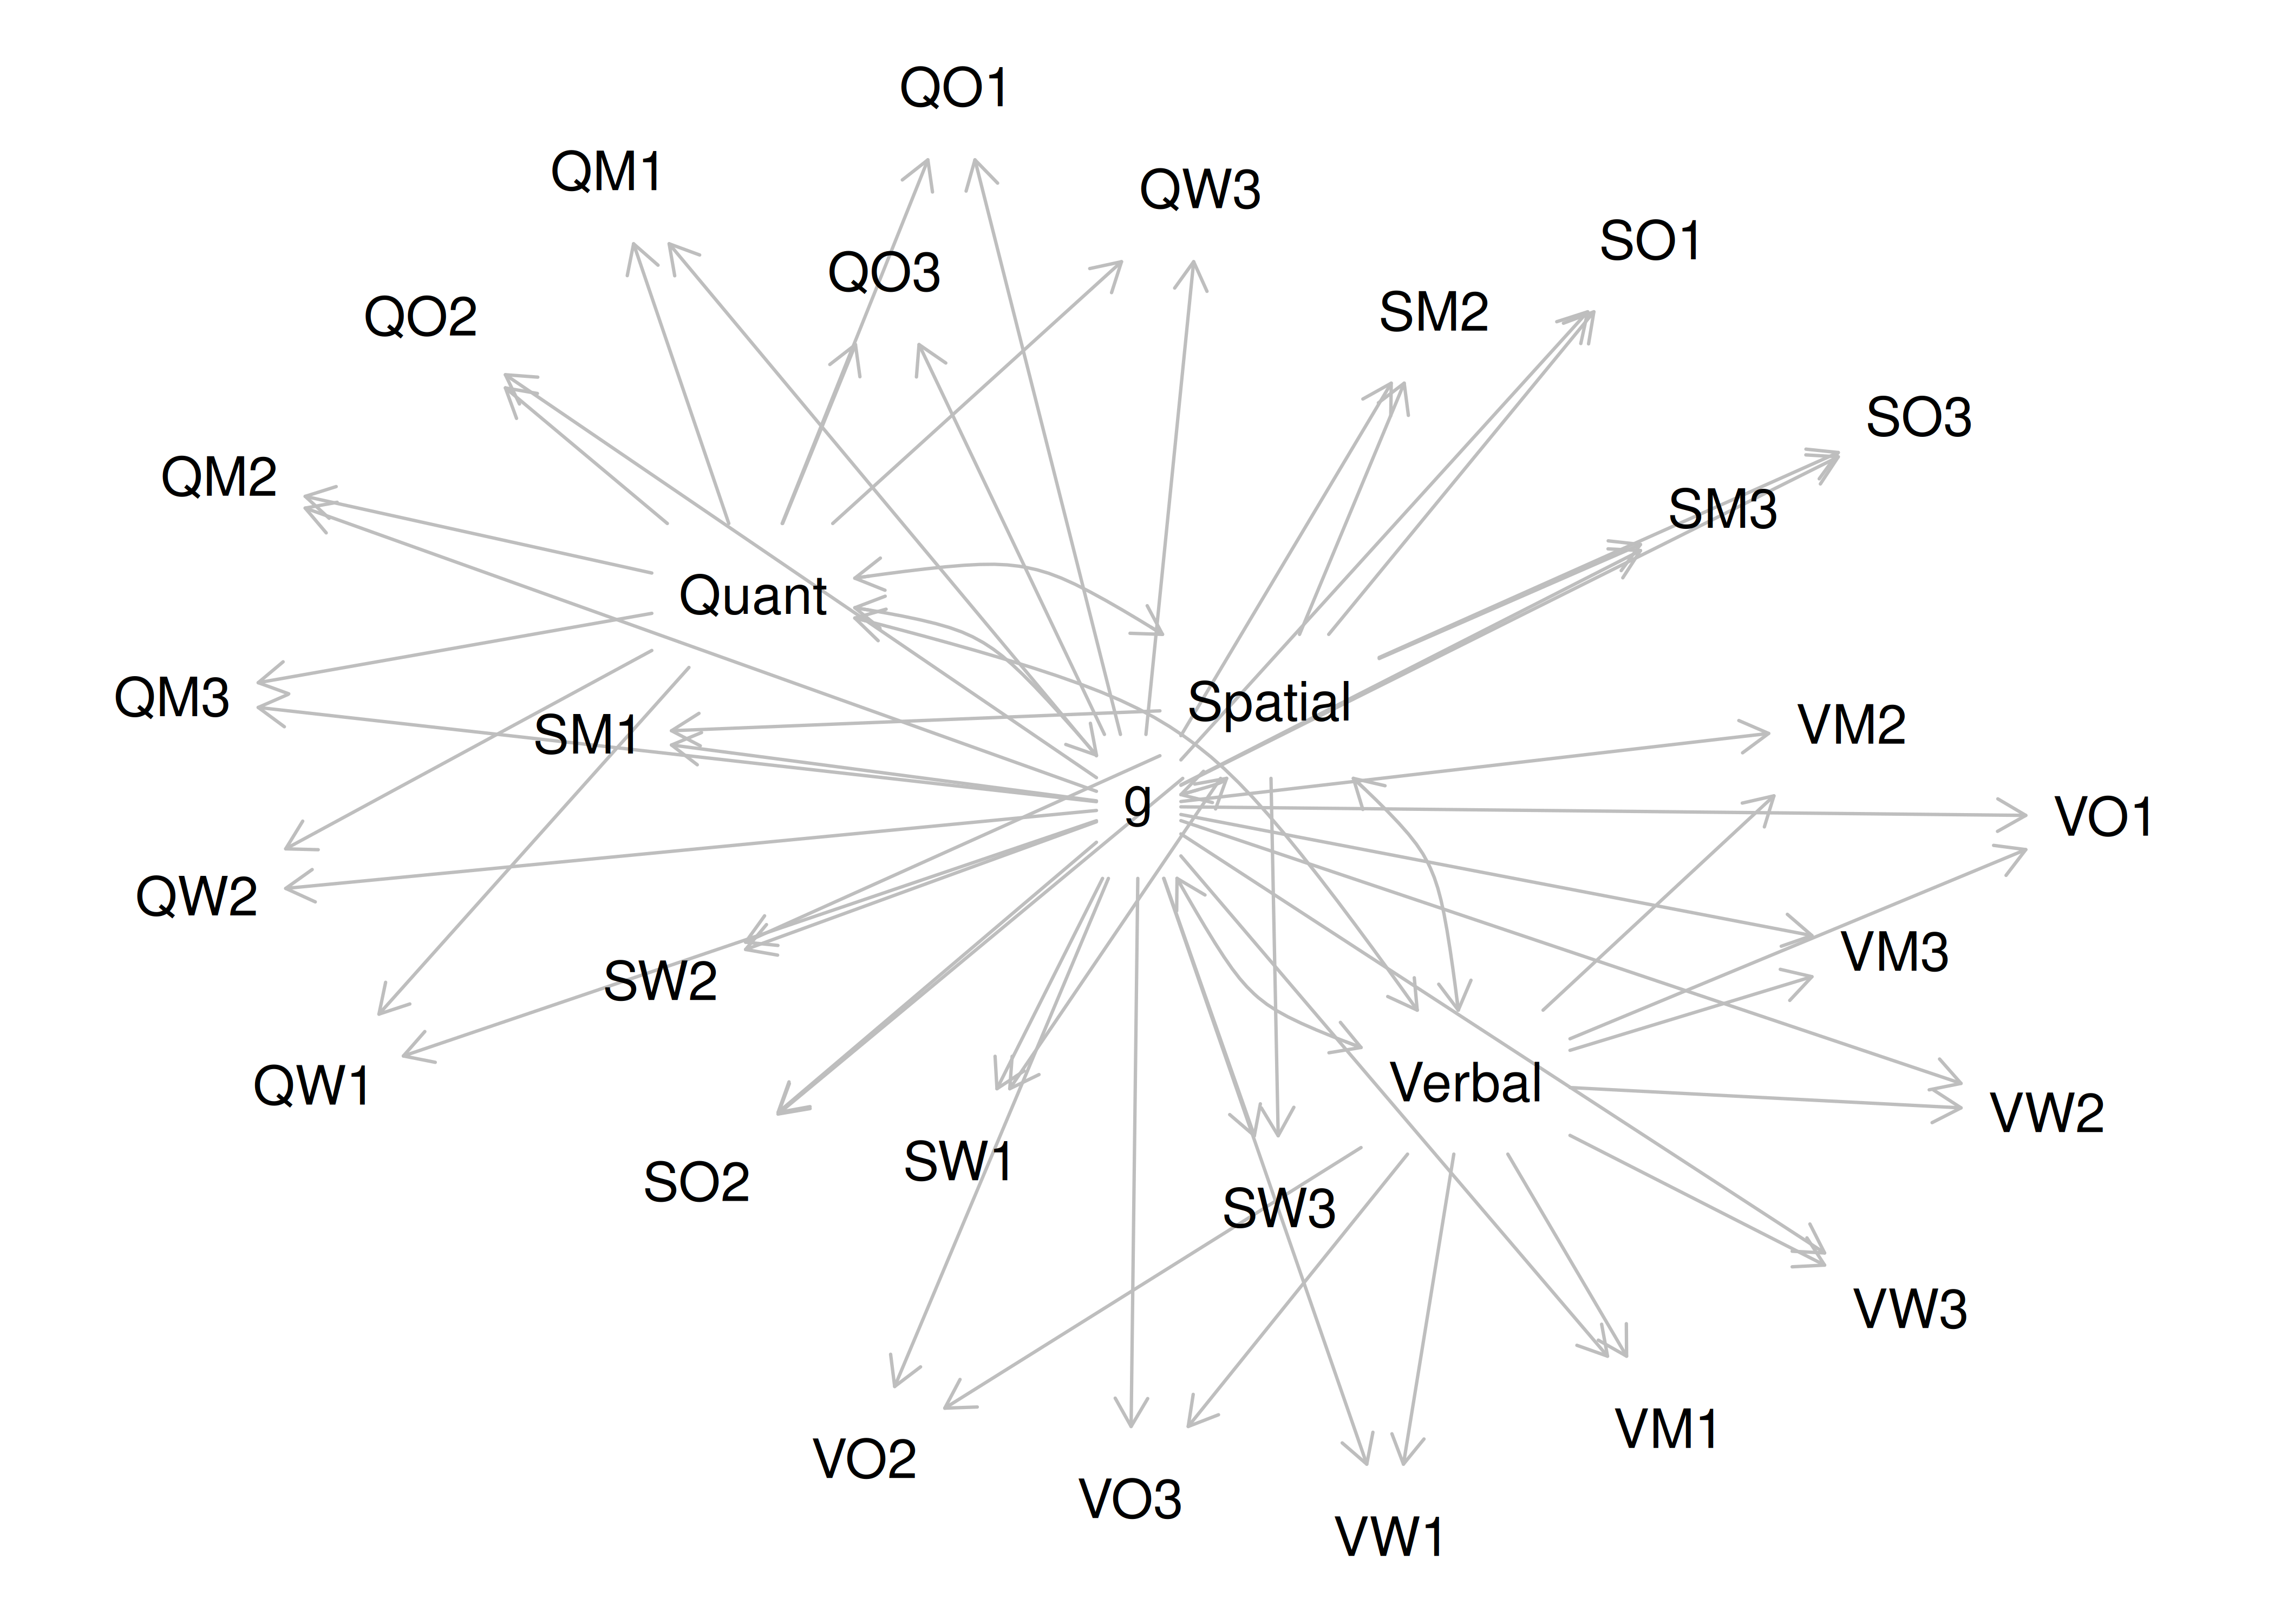 QO1
QM1
QW3
SO1
QO3
SM2
QO2
SO3
QM2
SM3
Quant
QM3
Spatial
SM1
VM2
g
VO1
QW2
VM3
SW2
QW1
Verbal
VW2
SW1
SO2
SW3
VW3
VM1
VO2
VO3
VW1